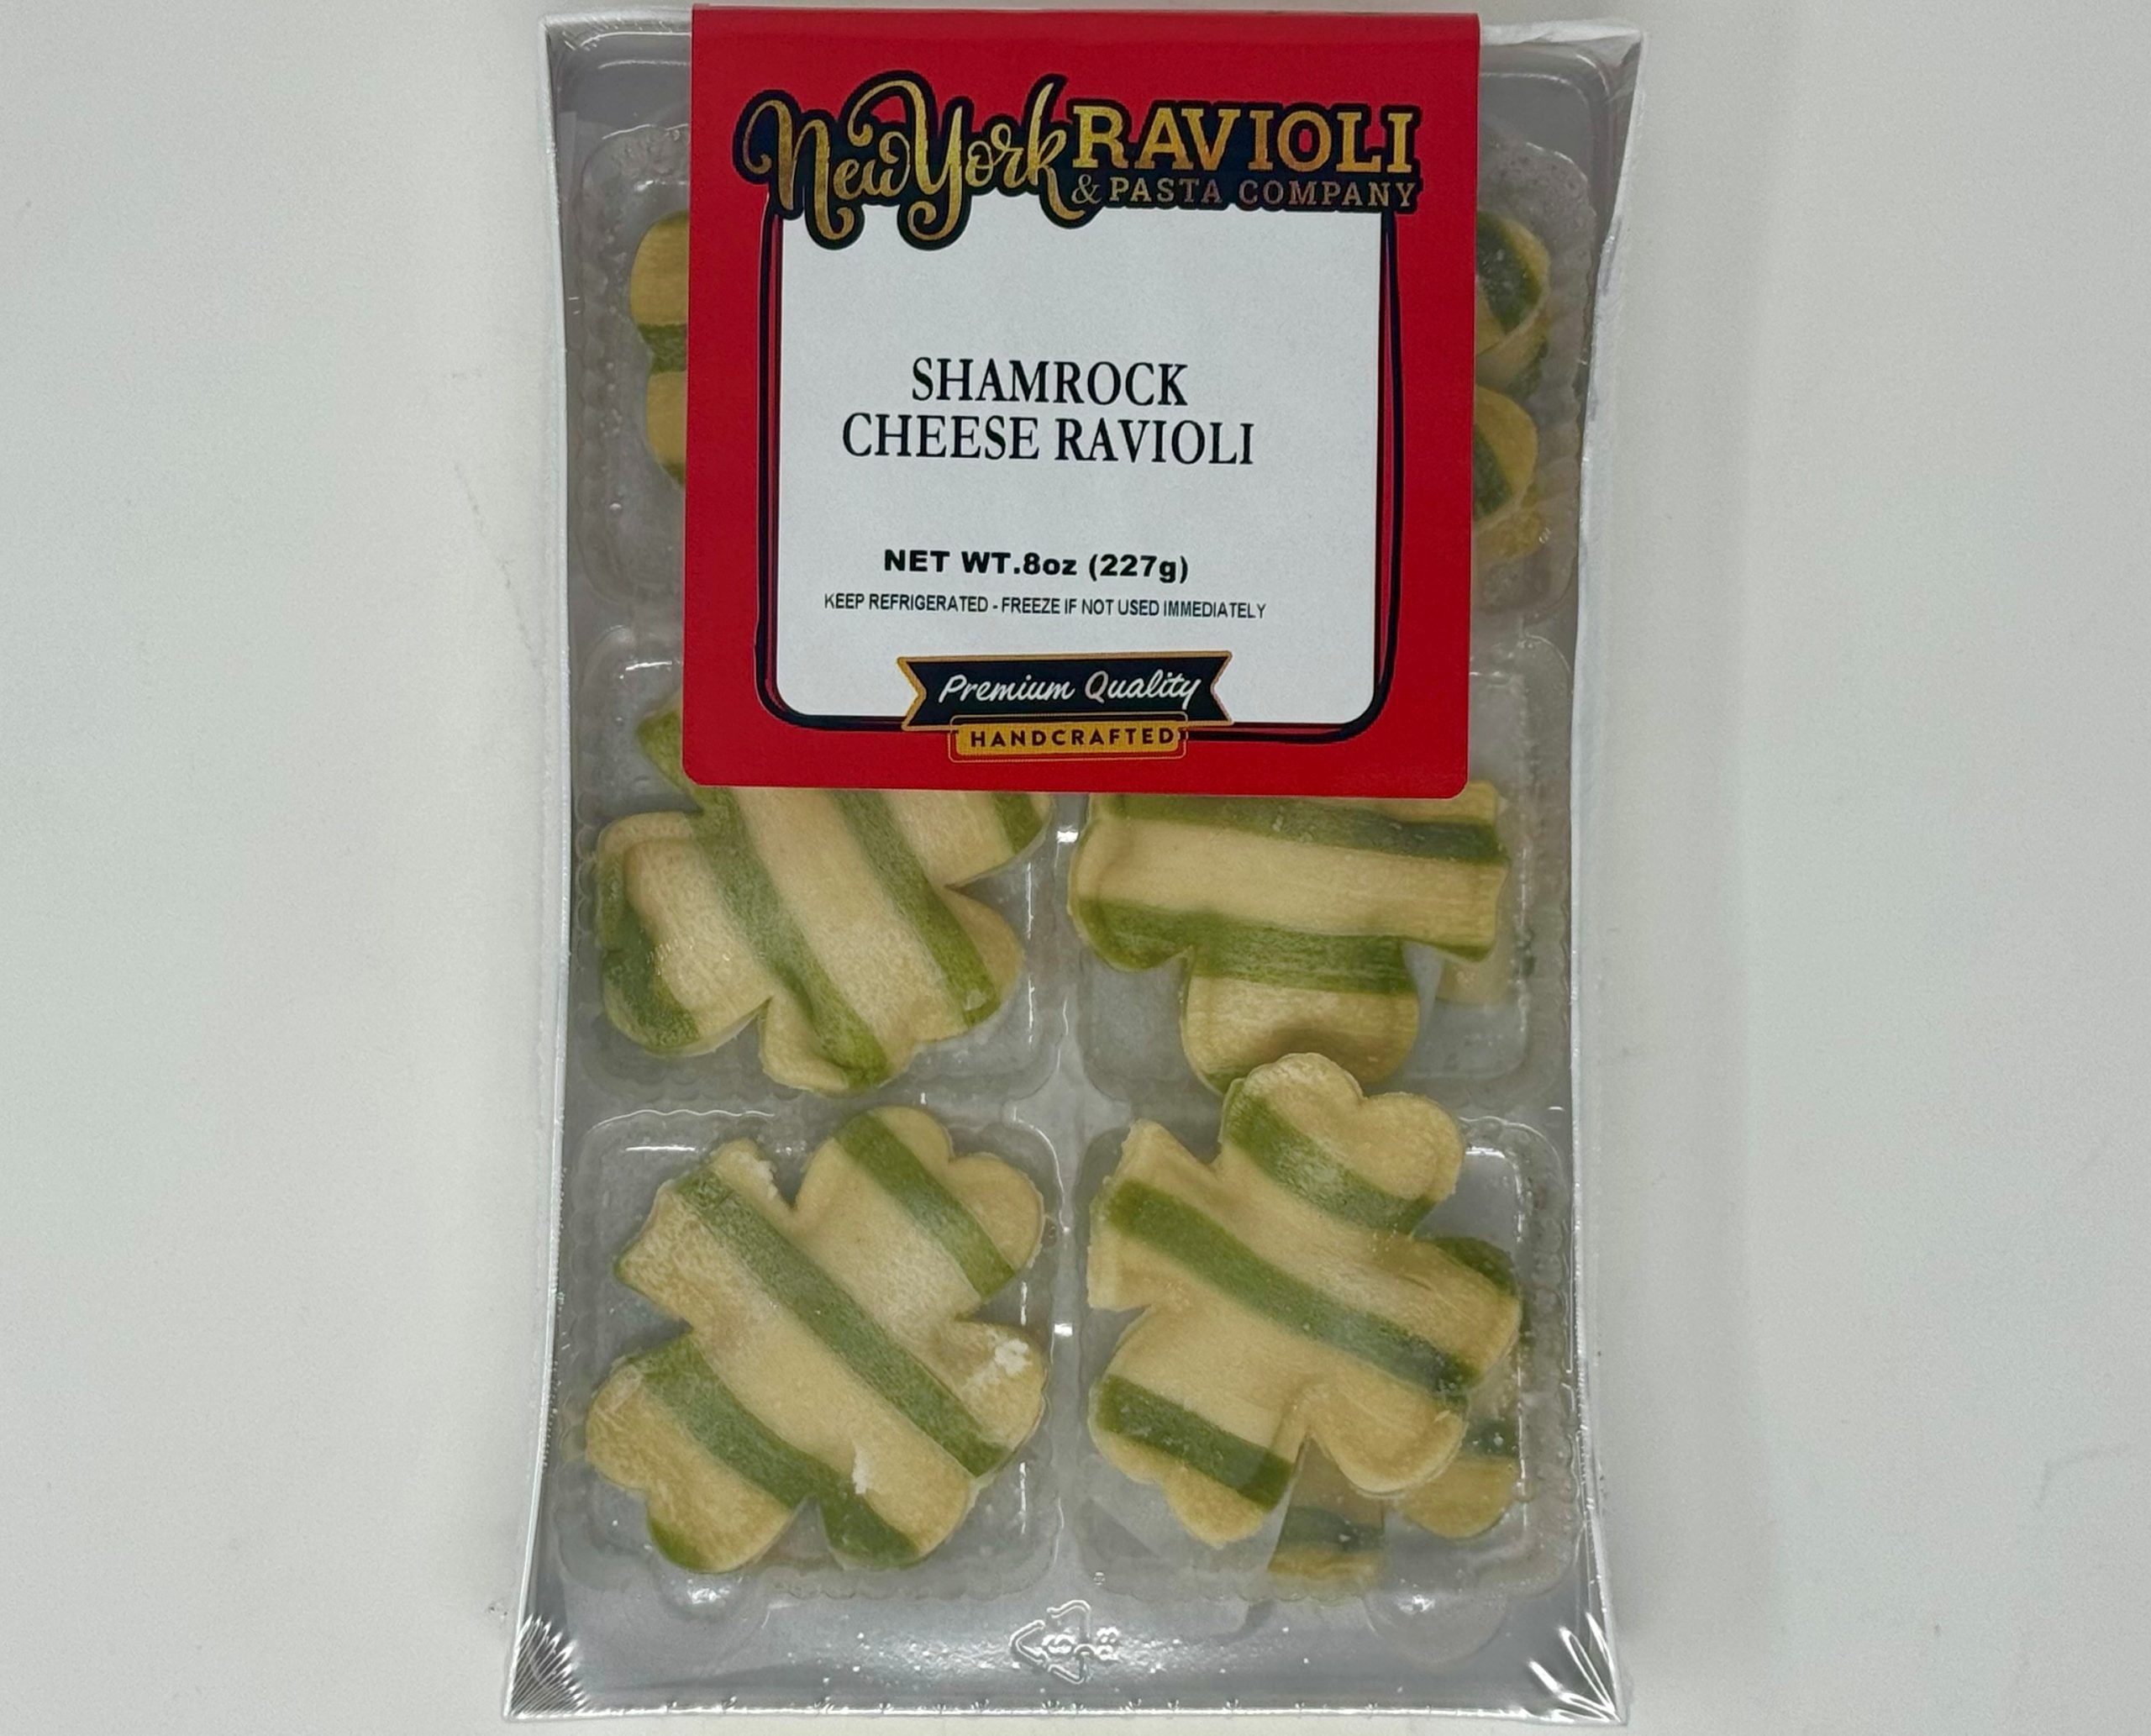 New York RAVIOLI
& PASTA COMPANY
SHAMROCK
CHEESE RAVIOLI
NET WT.8oz (227g)
KEEP REFRIGERATED - FREEZE IF NOT USED IMMEDIATELY
Premium Quality
HANDCRAFTED